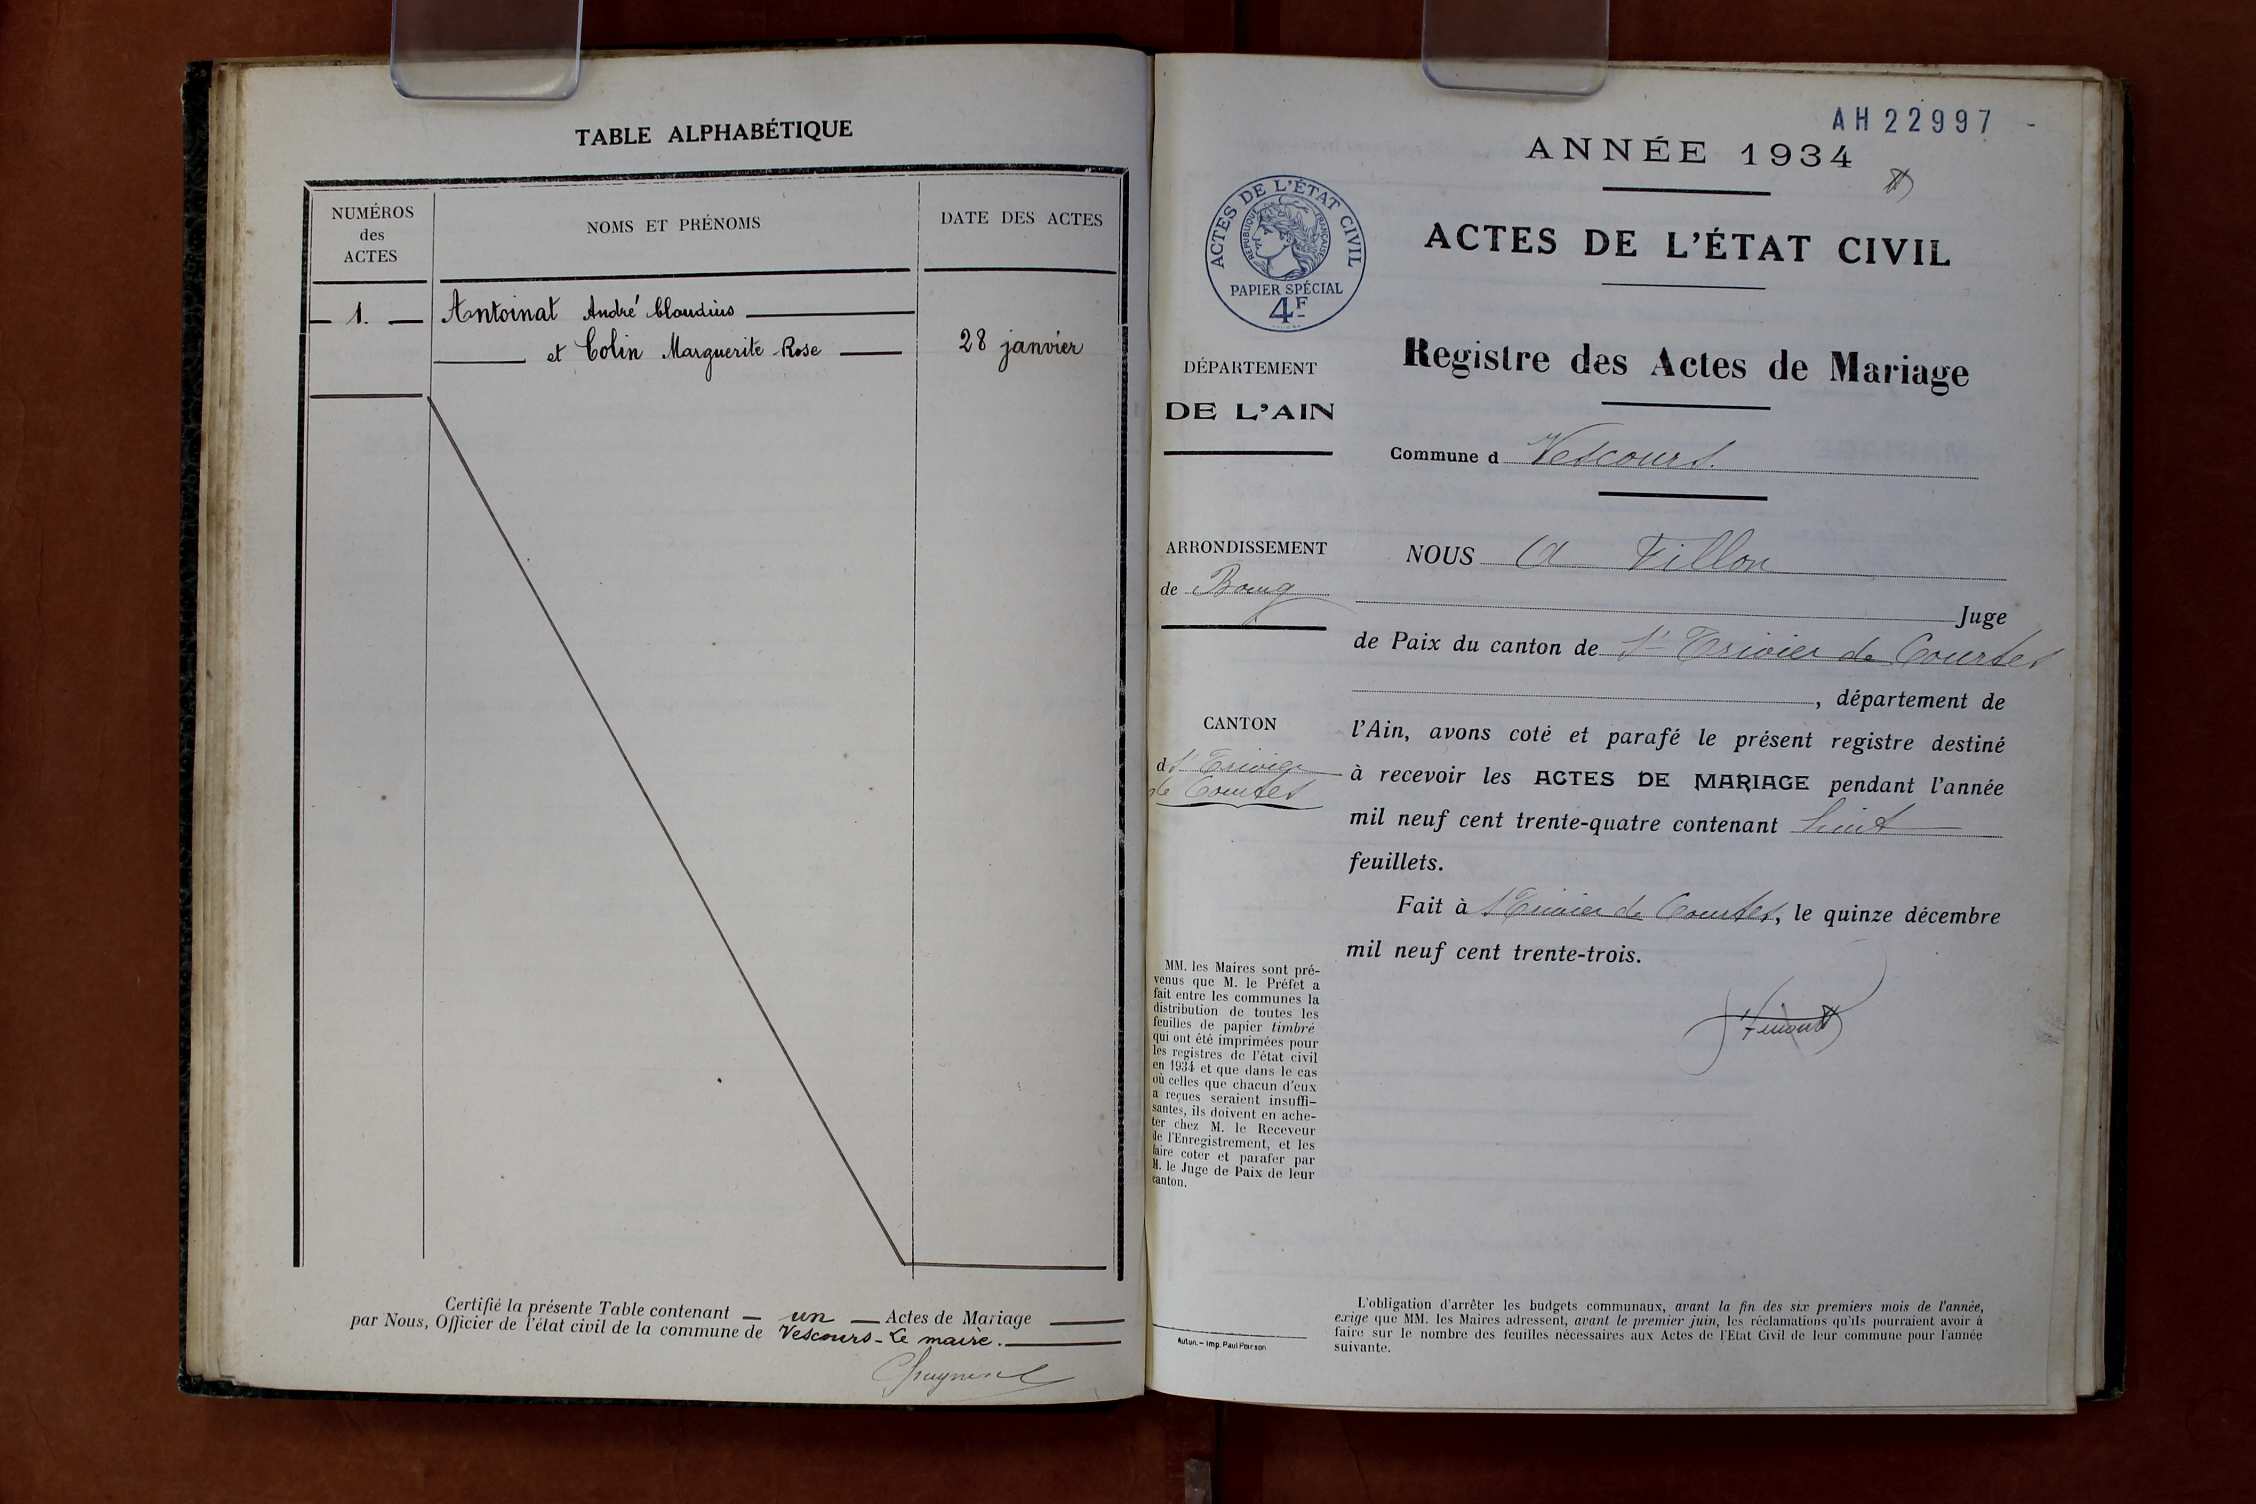 TABLE ALPHABÉTIQUE
NUMÉROS
des
ACTES
NOMS ET PRÉNOMS
DATE DES ACTES
1.
Antoinat André Claudius
et Colin Marguerite-Rose
28 janvier
Certifié la présente Table contenant un Actes de Mariage
par Nous, Officier de l'état civil de la commune de Vescours - Le maire.
AH22997
ANNÉE 1934
ACTES DE L'ÉTAT CIVIL
RÉPUBLIQUE FRANÇAISE
PAPIER SPÉCIAL
4F
ACTES DE L'ÉTAT CIVIL
Registre des Actes de Mariage
Commune d Vescours.
DÉPARTEMENT
DE L'AIN
ARRONDISSEMENT
de Bourg
CANTON
d St Trivier
de Courtes
MM. les Maires sont pré-
venus que M. le Préfet a
fait entre les communes la
distribution de toutes les
feuilles de papier timbré
qui ont été imprimées pour
les registres de l'état civil
en 1934 et que dans le cas
où celles que chacun d'eux
a reçues seraient insuffi-
santes, ils doivent en ache-
ter chez M. le Receveur
de l'Enregistrement, et les
faire coter et parafer par
M. le Juge de Paix de leur
canton.
Autun. - Imp. Paul Poirson
NOUS A Fillon
Juge
de Paix du canton de St Trivier de Courtes
, département de
l'Ain, avons coté et parafé le présent registre destiné
à recevoir les ACTES DE MARIAGE pendant l'année
mil neuf cent trente-quatre contenant huit
feuillets.
Fait à St Trivier de Courtes, le quinze décembre
mil neuf cent trente-trois.
L'obligation d'arrêter les budgets communaux, avant la fin des six premiers mois de l'année,
exige que MM. les Maires adressent, avant le premier juin, les réclamations qu'ils pourraient avoir à
faire sur le nombre des feuilles nécessaires aux Actes de l'Etat Civil de leur commune pour l'année
suivante.